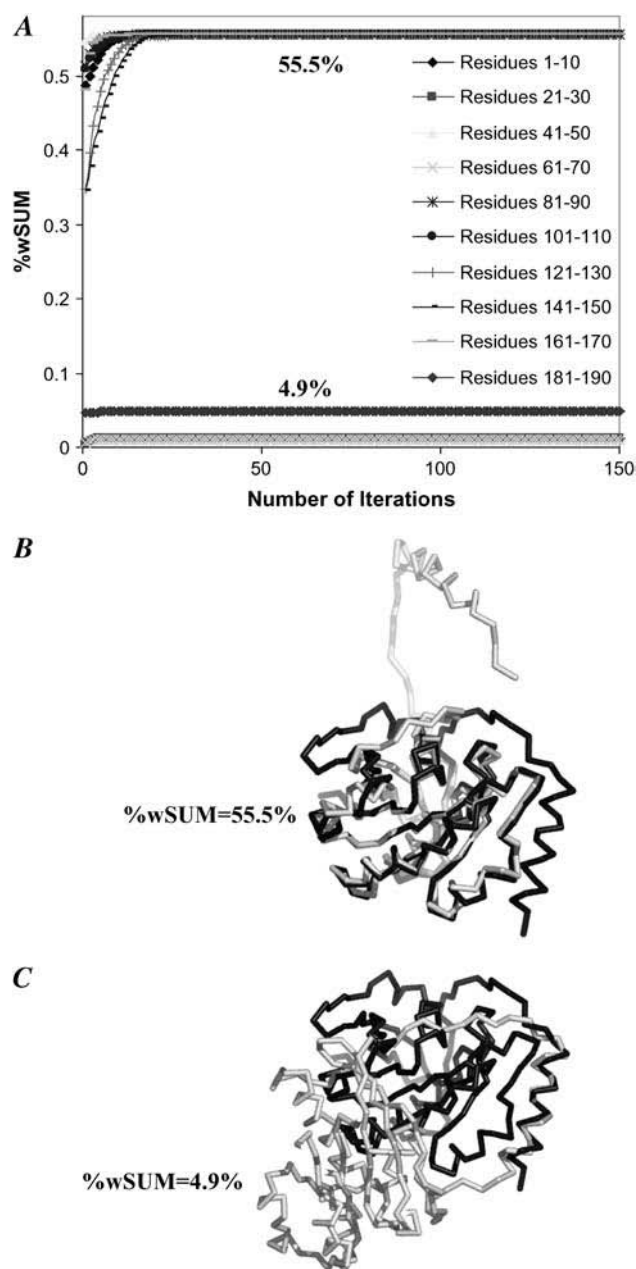 A
%wSUM
0.5
0.4
0.3
0.2
0.1
0
55.5%
4.9%
Residues 1-10
Residues 21-30
Residues 41-50
Residues 61-70
Residues 81-90
Residues 101-110
Residues 121-130
Residues 141-150
Residues 161-170
Residues 181-190
0 50 100 150
Number of Iterations
B
%wSUM=55.5%
C
%wSUM=4.9%